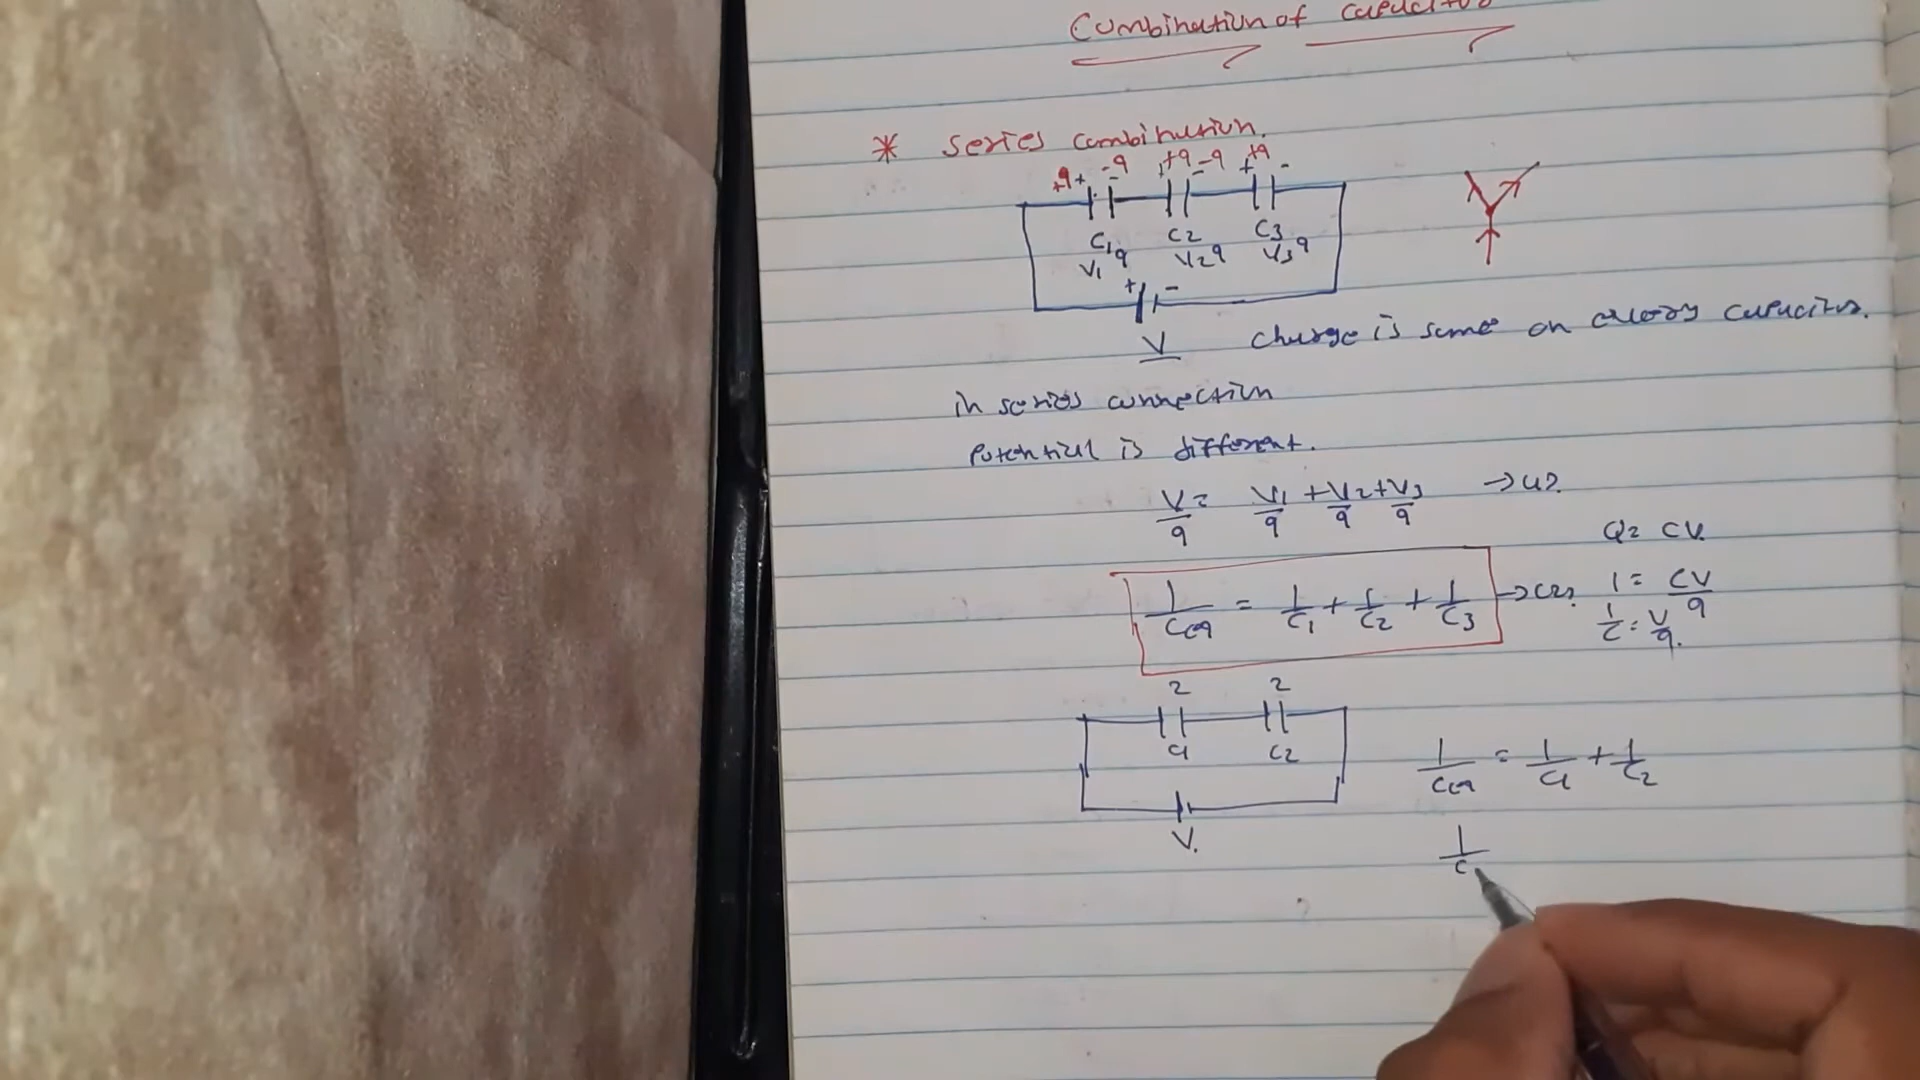 Combination of capacitor
* series combination.
+q + -q - +q -q + +q -
C1 C2 C3
V1 q V2 q V3 q
+ -
V charge is same on every capacitor.
in series connection
potential is different.
V/q = V1/q + V2/q + V3/q
Q = CV
1/Ceq = 1/C1 + 1/C2 + 1/C3 1 = CV/q
1/C = V/q.
2 2
C1 C2
1/Ceq = 1/C1 + 1/C2
V.
1/C